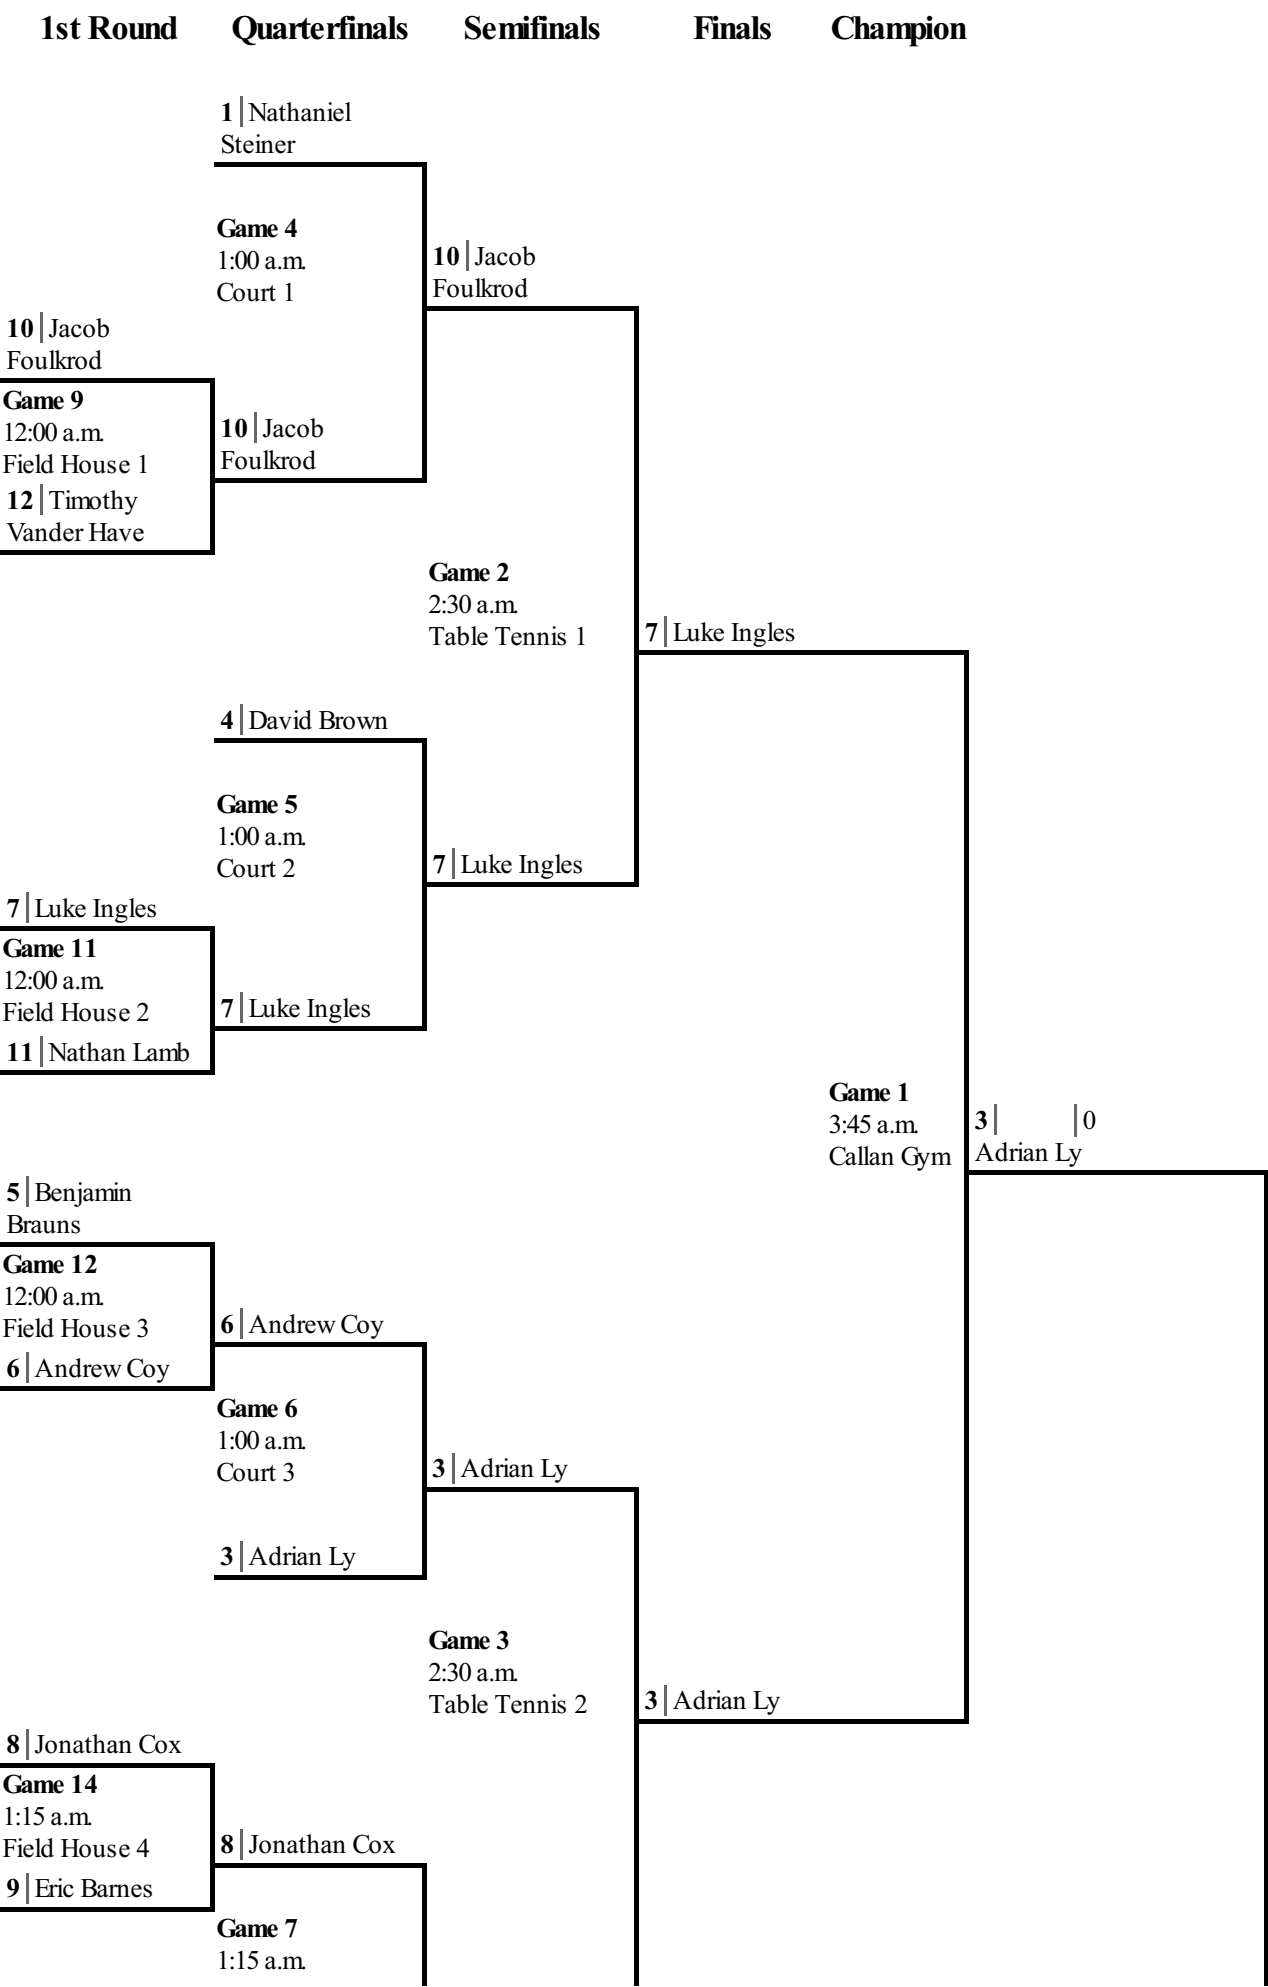 1st Round Quarterfinals Semifinals Finals Champion
1 Nathaniel
Steiner
Game 4
1:00 a.m.
Court 1
10 Jacob
Foulkrod
10 Jacob
Foulkrod
Game 9
12:00 a.m.
Field House 1
12 Timothy
Vander Have
10 Jacob
Foulkrod
Game 2
2:30 a.m.
Table Tennis 1
7 Luke Ingles
4 David Brown
Game 5
1:00 a.m.
Court 2
7 Luke Ingles
7 Luke Ingles
Game 11
12:00 a.m.
Field House 2
11 Nathan Lamb
7 Luke Ingles
Game 1
3:45 a.m.
Callan Gym
3 0
Adrian Ly
5 Benjamin
Brauns
Game 12
12:00 a.m.
Field House 3
6 Andrew Coy
6 Andrew Coy
Game 6
1:00 a.m.
Court 3
3 Adrian Ly
3 Adrian Ly
Game 3
2:30 a.m.
Table Tennis 2
3 Adrian Ly
8 Jonathan Cox
Game 14
1:15 a.m.
Field House 4
9 Eric Barnes
8 Jonathan Cox
Game 7
1:15 a.m.